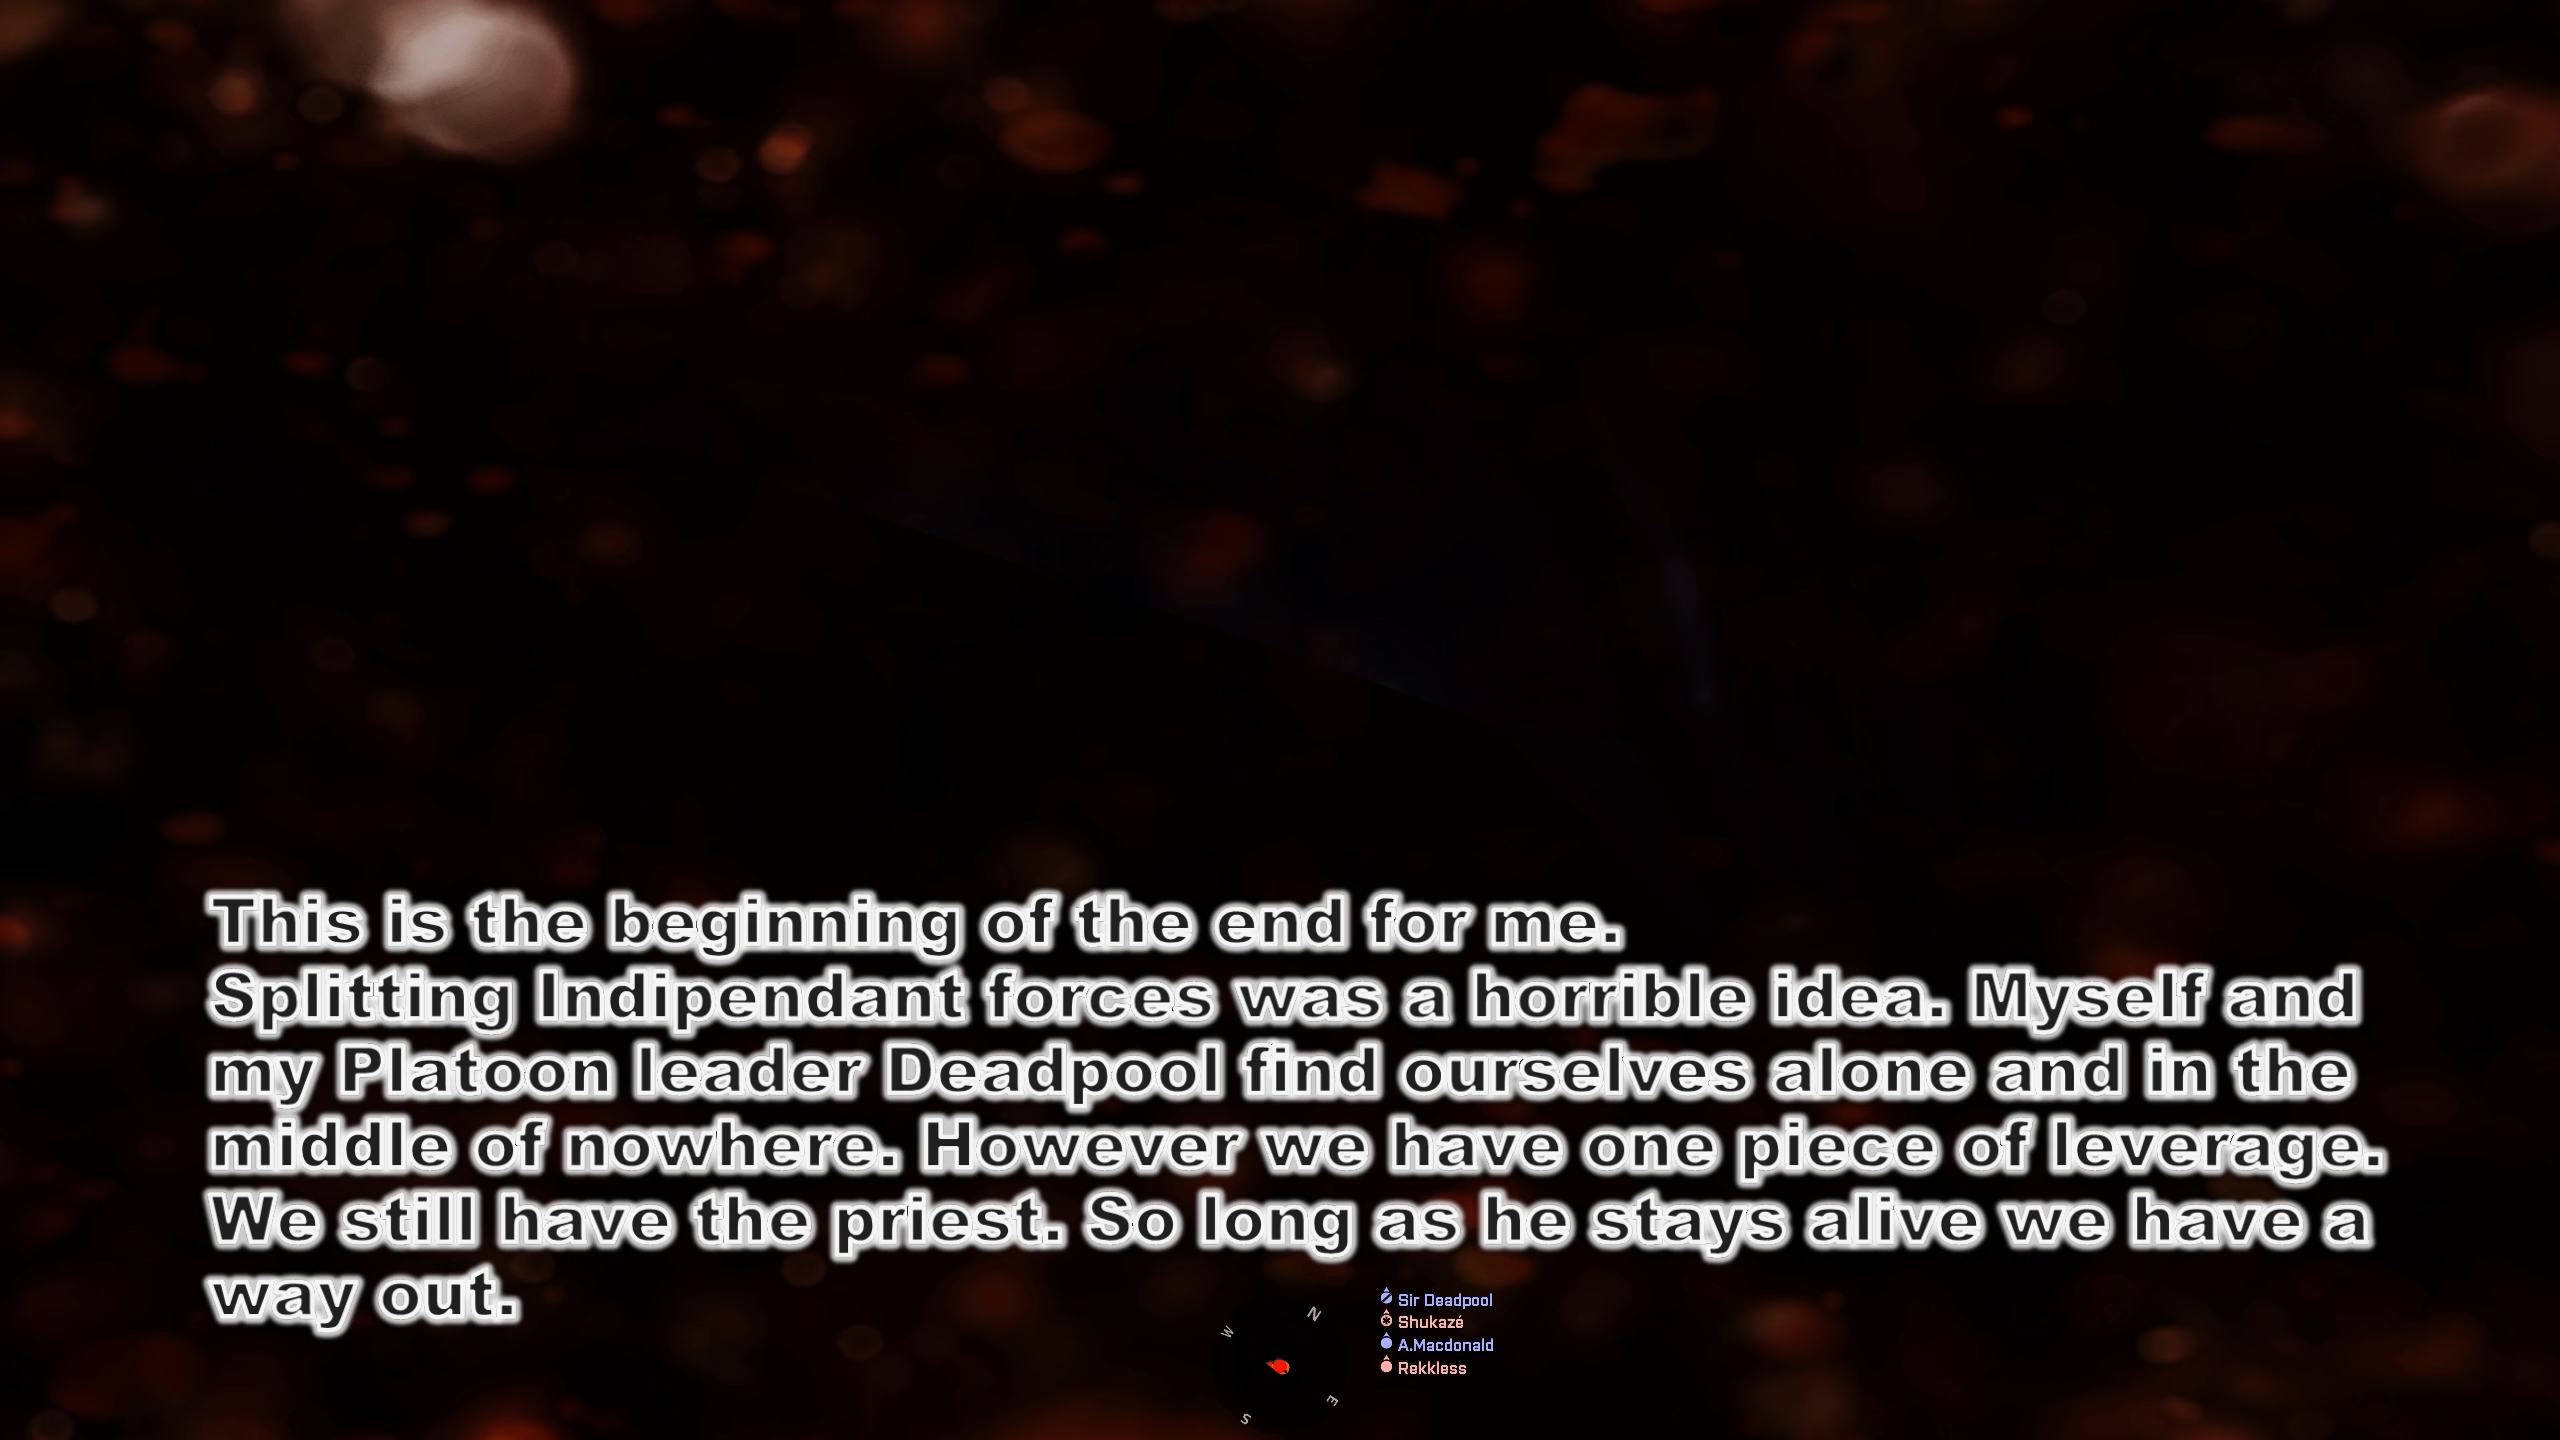 This is the beginning of the end for me.
Splitting Indipendant forces was a horrible idea. Myself and
my Platoon leader Deadpool find ourselves alone and in the
middle of nowhere. However we have one piece of leverage.
We still have the priest. So long as he stays alive we have a
way out.
Sir Deadpool
Shukazé
A.Macdonald
Rekkless
N
W
E
S